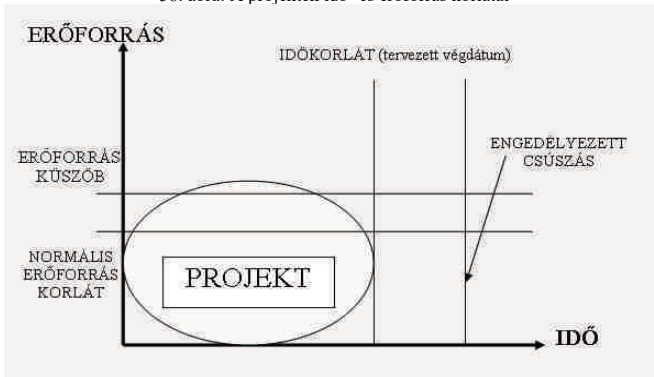 ERŐFORRÁS
IDŐKORLÁT (tervezett végdátum)
ENGEDÉLYEZETT
CSÚSZÁS
ERŐFORRÁS
KÜSZÖB
NORMÁLIS
ERŐFORRÁS
KORLÁT
PROJEKT
IDŐ